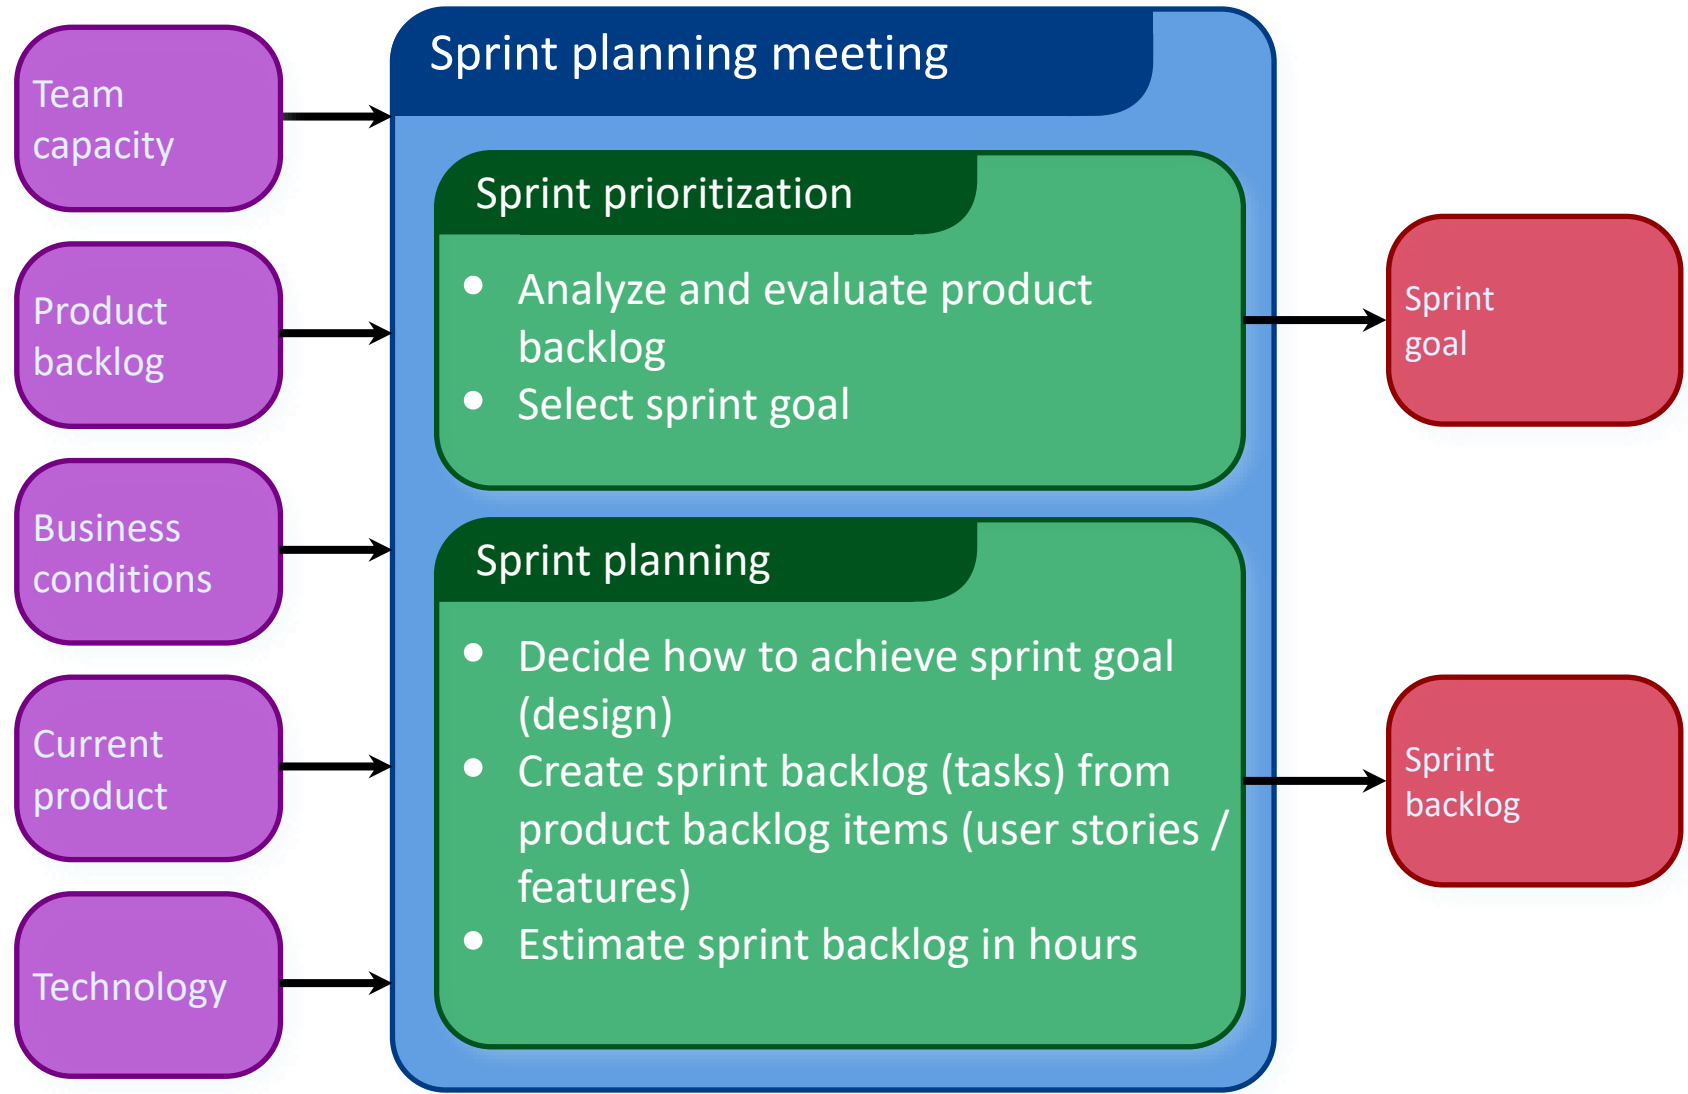 Team
capacity
Product
backlog
Business
conditions
Current
product
Technology
Sprint planning meeting
Sprint prioritization
• Analyze and evaluate product
backlog
• Select sprint goal
Sprint planning
• Decide how to achieve sprint goal
(design)
• Create sprint backlog (tasks) from
product backlog items (user stories /
features)
• Estimate sprint backlog in hours
Sprint
goal
Sprint
backlog